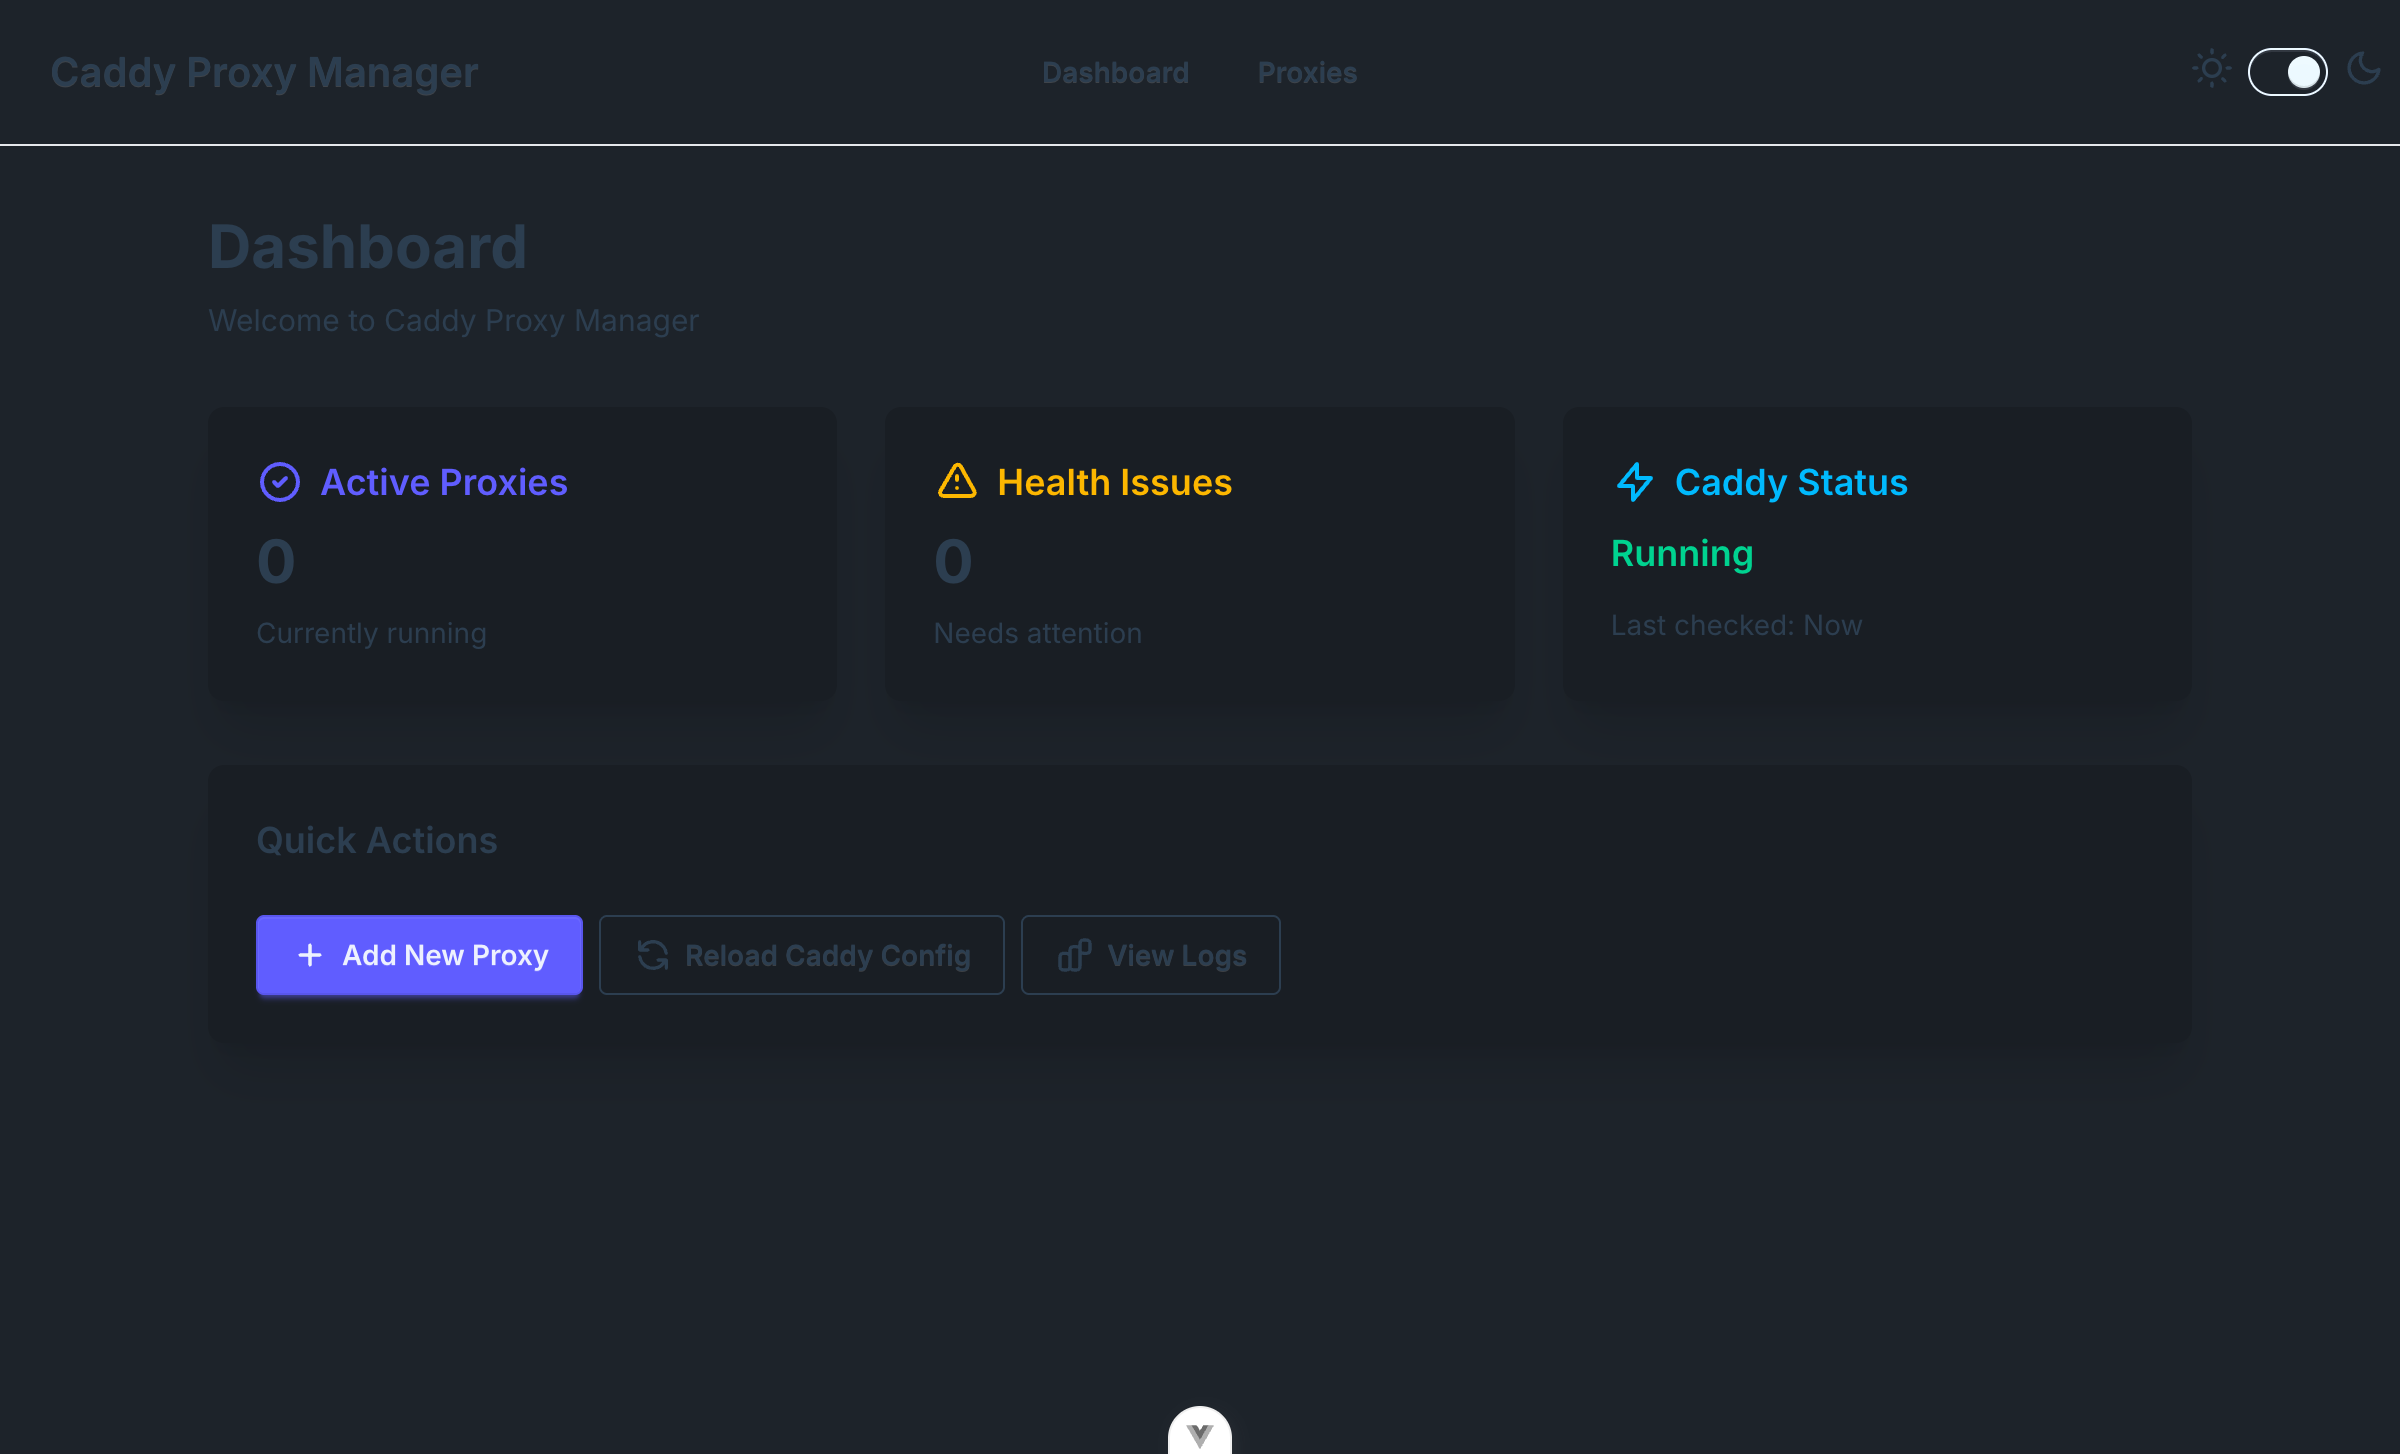 Caddy Proxy Manager
Dashboard
Proxies
Dashboard
Welcome to Caddy Proxy Manager
Active Proxies
0
Currently running
Health Issues
0
Needs attention
Caddy Status
Running
Last checked: Now
Quick Actions
Add New Proxy
Reload Caddy Config
View Logs